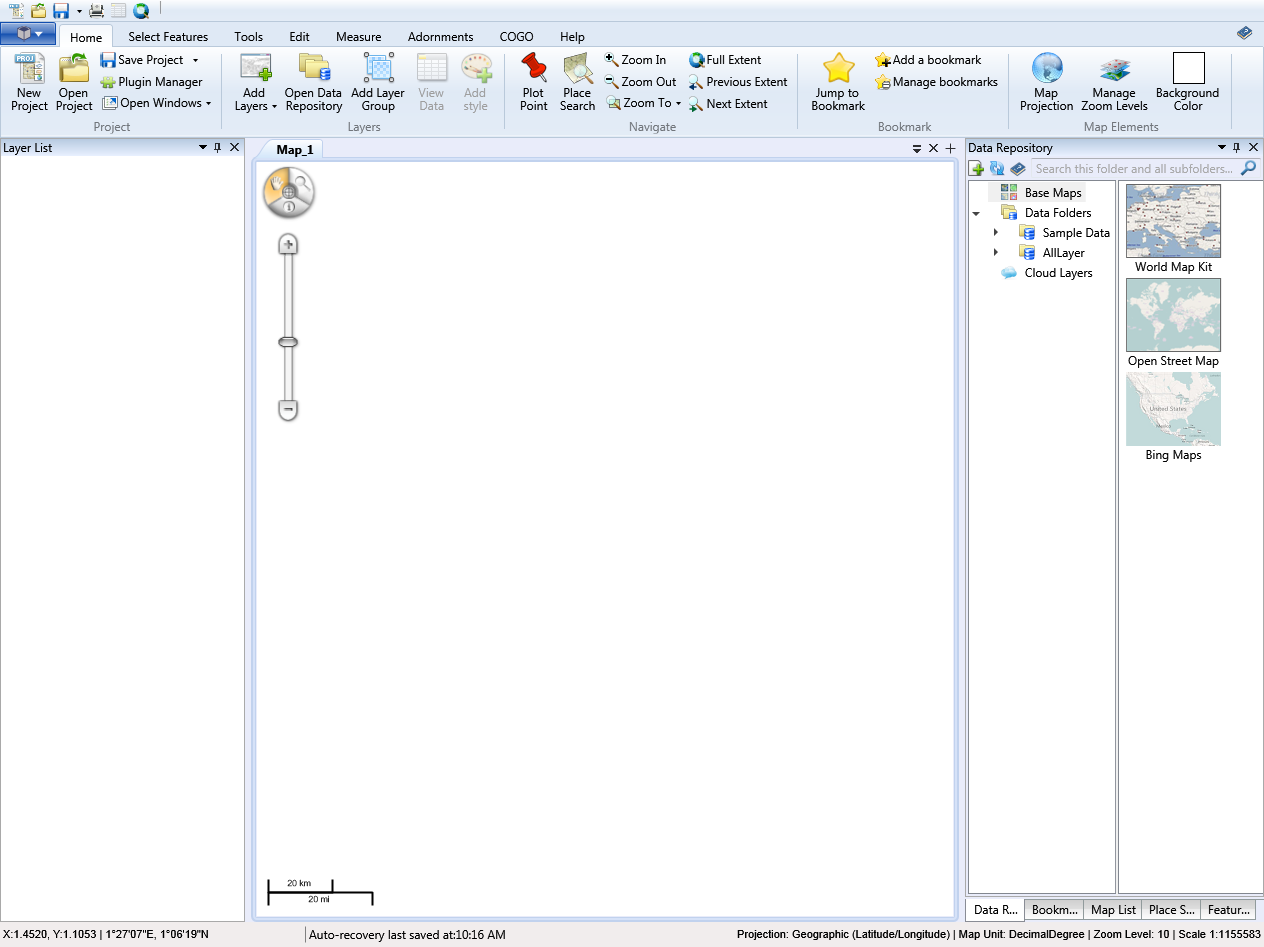 Home Select Features Tools Edit Measure Adornments COGO Help
New Project
Open Project
Save Project
Plugin Manager
Open Windows
Project
Add Layers
Open Data Repository
Add Layer Group
View Data
Add style
Layers
Plot Point
Place Search
Zoom In
Zoom Out
Zoom To
Full Extent
Previous Extent
Next Extent
Navigate
Jump to Bookmark
Add a bookmark
Manage bookmarks
Bookmark
Map Projection
Manage Zoom Levels
Background Color
Map Elements
Layer List
Map_1
20 km
20 mi
Data Repository
Search this folder and all subfolders...
Base Maps
Data Folders
Sample Data
AllLayer
Cloud Layers
World Map Kit
Open Street Map
United States
Mexico
Bing Maps
Data R... Bookm... Map List Place S... Featur...
X:1.4520, Y:1.1053 | 1°27'07"E, 1°06'19"N
Auto-recovery last saved at:10:16 AM
Projection: Geographic (Latitude/Longitude) | Map Unit: DecimalDegree | Zoom Level: 10 | Scale 1:1155583